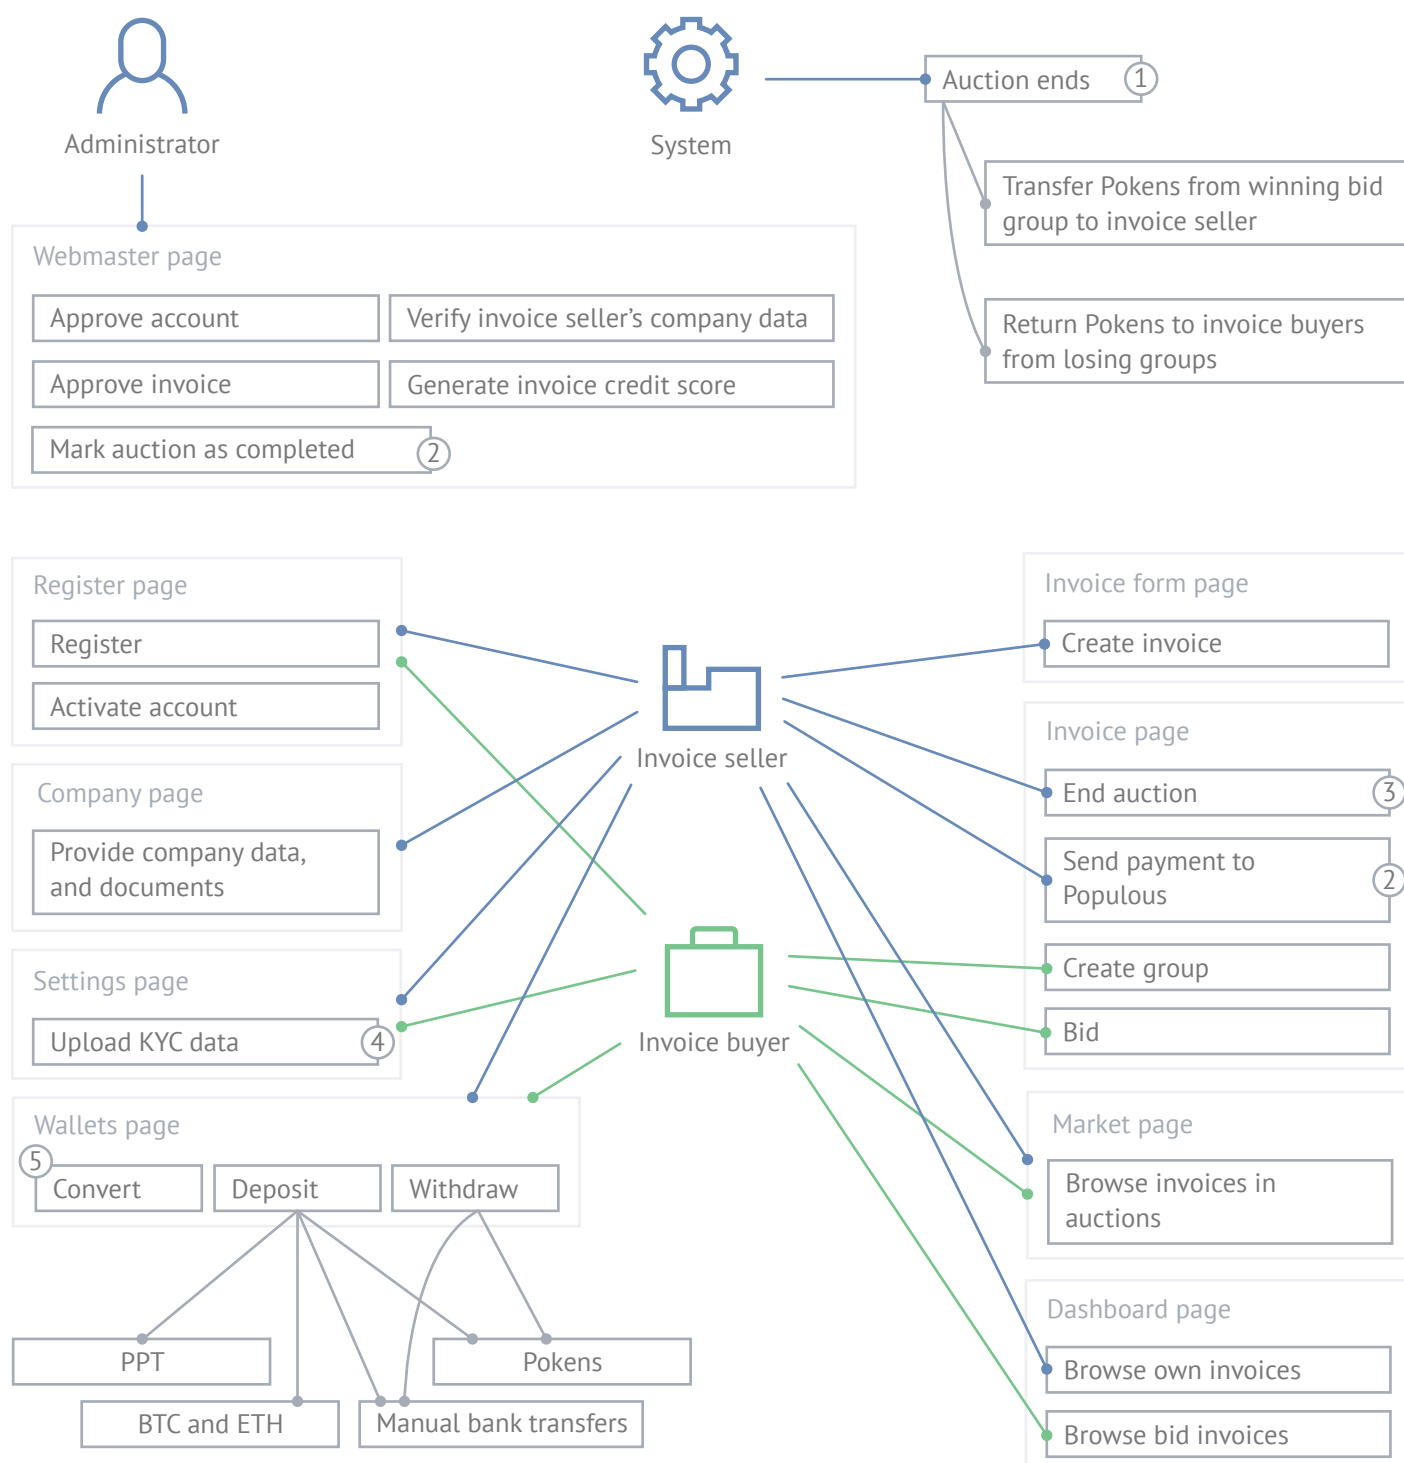 Administrator
System
Auction ends
1
Transfer Pokens from winning bid
group to invoice seller
Return Pokens to invoice buyers
from losing groups
Webmaster page
Approve account
Verify invoice seller’s company data
Approve invoice
Generate invoice credit score
Mark auction as completed
2
Register page
Register
Activate account
Company page
Provide company data,
and documents
Settings page
Upload KYC data
4
Wallets page
5
Convert
Deposit
Withdraw
PPT
Pokens
BTC and ETH
Manual bank transfers
Invoice seller
Invoice buyer
Invoice form page
Create invoice
Invoice page
End auction
3
Send payment to
Populous
2
Create group
Bid
Market page
Browse invoices in
auctions
Dashboard page
Browse own invoices
Browse bid invoices